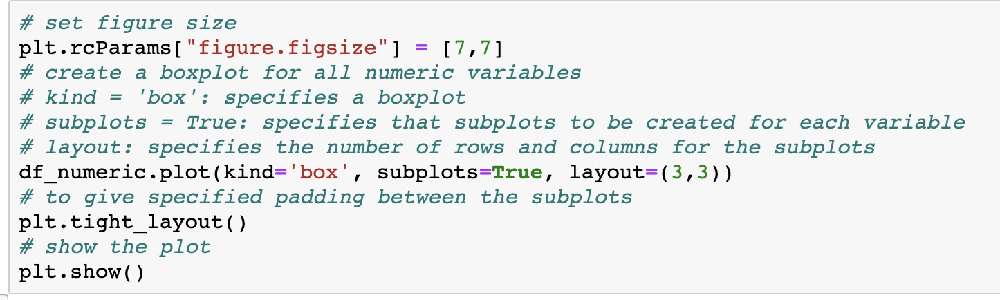 # set figure size
plt.rcParams["figure.figsize"] = [7,7]
# create a boxplot for all numeric variables
# kind = 'box': specifies a boxplot
# subplots = True: specifies that subplots to be created for each variable
# layout: specifies the number of rows and columns for the subplots
df_numeric.plot(kind='box', subplots=True, layout=(3,3))
# to give specified padding between the subplots
plt.tight_layout()
# show the plot
plt.show()